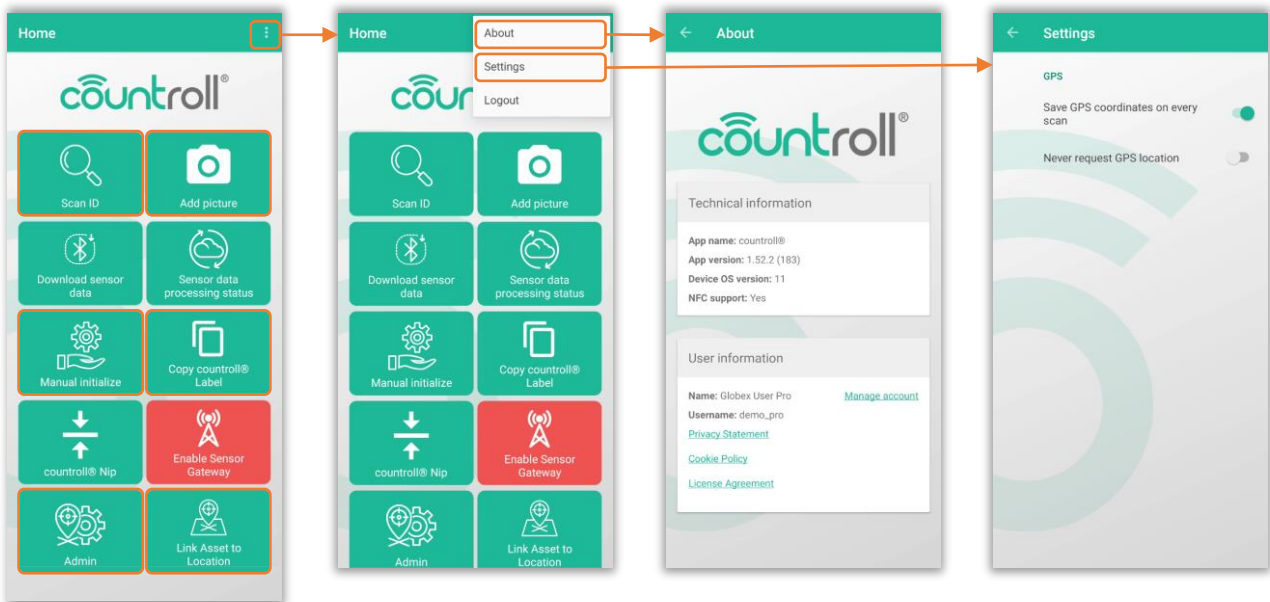 Home
countroll®
Scan ID
Add picture
Download sensor
data
Sensor data
processing status
Manual initialize
Copy countroll®
Label
countroll® Nip
Enable Sensor
Gateway
Admin
Link Asset to
Location
Home
About
Settings
Logout
cour
Scan ID
Add picture
Download sensor
data
Sensor data
processing status
Manual initialize
Copy countroll®
Label
countroll® Nip
Enable Sensor
Gateway
Admin
Link Asset to
Location
About
countroll®
Technical information
App name: countroll®
App version: 1.52.2 (183)
Device OS version: 11
NFC support: Yes
User information
Name: Globex User Pro
Manage account
Username: demo_pro
Privacy Statement
Cookie Policy
License Agreement
Settings
GPS
Save GPS coordinates on every
scan
Never request GPS location